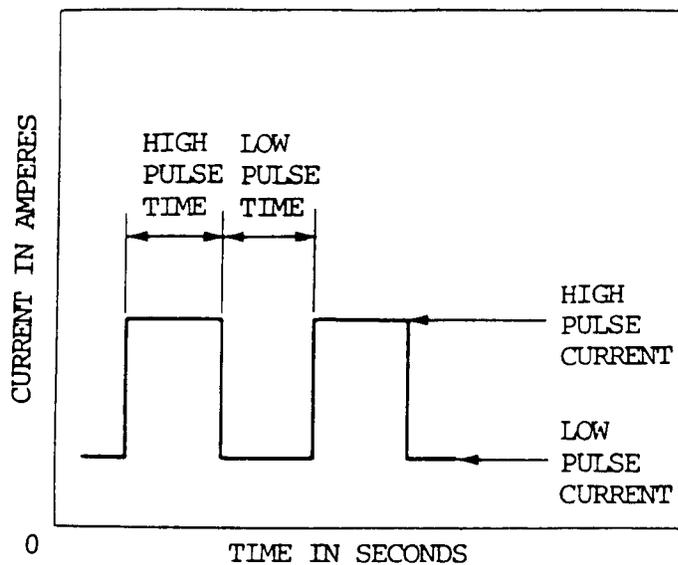 CURRENT IN AMPERES
HIGH
PULSE
TIME
LOW
PULSE
TIME
HIGH
PULSE
CURRENT
LOW
PULSE
CURRENT
0
TIME IN SECONDS